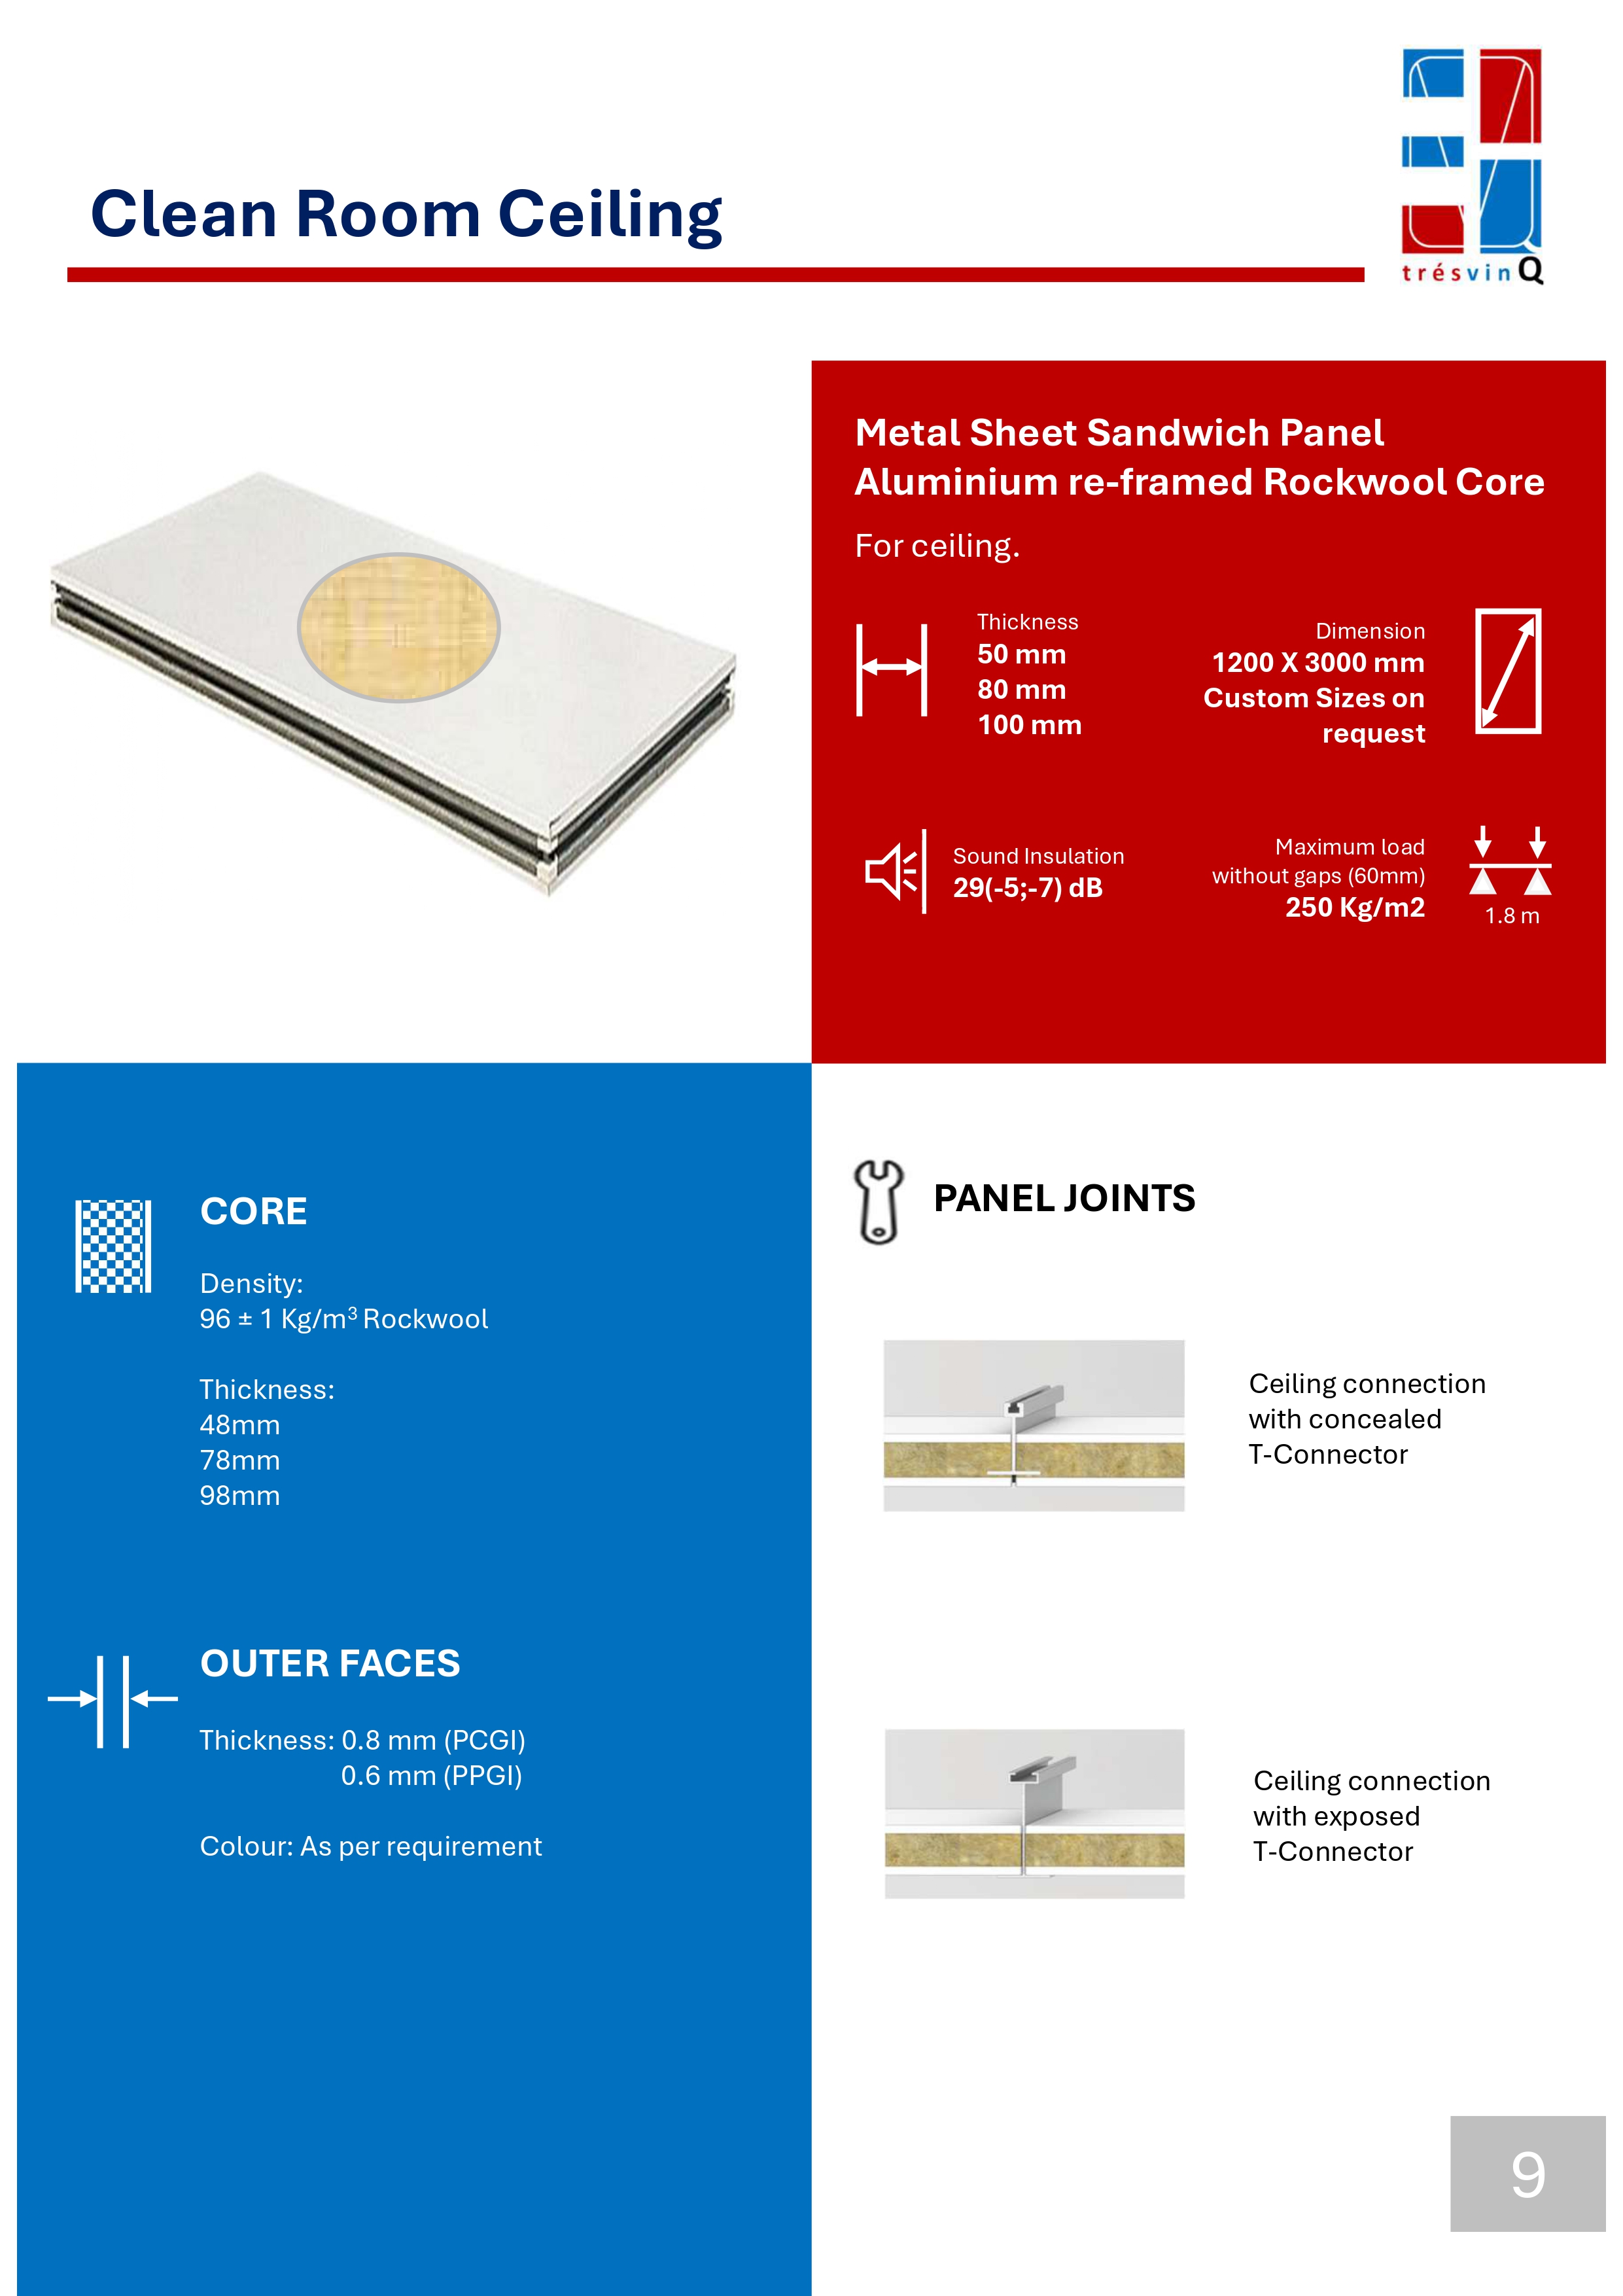 Clean Room Ceiling
trésvinQ
Metal Sheet Sandwich Panel
Aluminium re-framed Rockwool Core
For ceiling.
Thickness
50 mm
80 mm
100 mm
Dimension
1200 X 3000 mm
Custom Sizes on
request
Sound Insulation
29(-5;-7) dB
Maximum load
without gaps (60mm)
250 Kg/m2
1.8 m
CORE
Density:
96 ± 1 Kg/m³ Rockwool
Thickness:
48mm
78mm
98mm
OUTER FACES
Thickness: 0.8 mm (PCGI)
0.6 mm (PPGI)
Colour: As per requirement
PANEL JOINTS
Ceiling connection
with concealed
T-Connector
Ceiling connection
with exposed
T-Connector
9